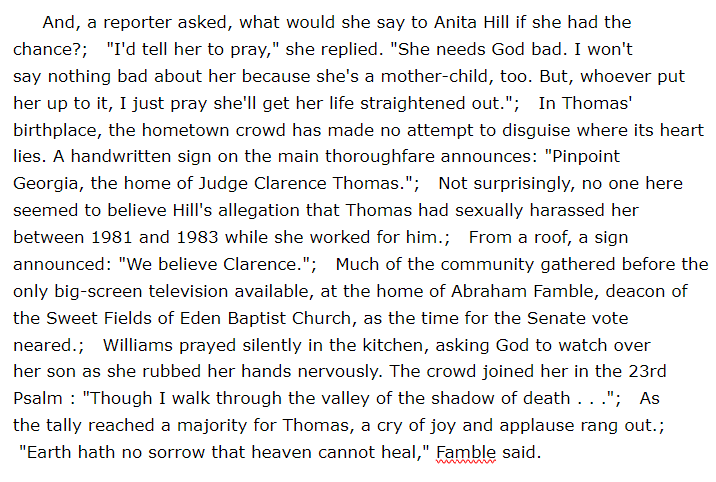 And, a reporter asked, what would she say to Anita Hill if she had the
chance?;   "I'd tell her to pray," she replied. "She needs God bad. I won't
say nothing bad about her because she's a mother-child, too. But, whoever put
her up to it, I just pray she'll get her life straightened out.";   In Thomas'
birthplace, the hometown crowd has made no attempt to disguise where its heart
lies. A handwritten sign on the main thoroughfare announces: "Pinpoint
Georgia, the home of Judge Clarence Thomas.";   Not surprisingly, no one here
seemed to believe Hill's allegation that Thomas had sexually harassed her
between 1981 and 1983 while she worked for him.;   From a roof, a sign
announced: "We believe Clarence.";   Much of the community gathered before the
only big-screen television available, at the home of Abraham Famble, deacon of
the Sweet Fields of Eden Baptist Church, as the time for the Senate vote
neared.;   Williams prayed silently in the kitchen, asking God to watch over
her son as she rubbed her hands nervously. The crowd joined her in the 23rd
Psalm : "Though I walk through the valley of the shadow of death . . .";   As
the tally reached a majority for Thomas, a cry of joy and applause rang out.;
"Earth hath no sorrow that heaven cannot heal," Famble said.